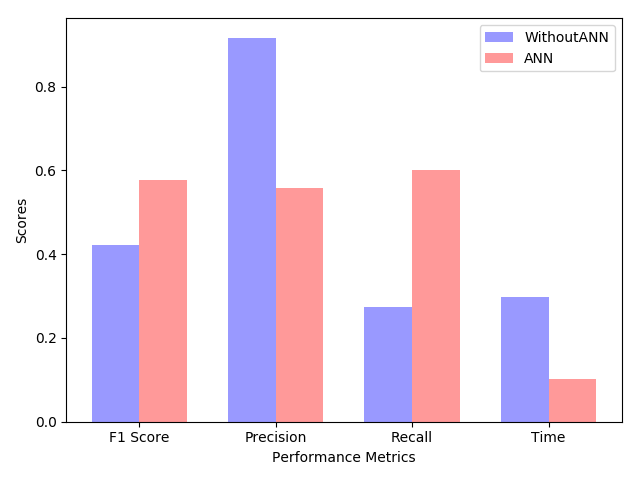 WithoutANN
ANN
Scores
0.8
0.6
0.4
0.2
0.0
F1 Score
Precision
Recall
Time
Performance Metrics